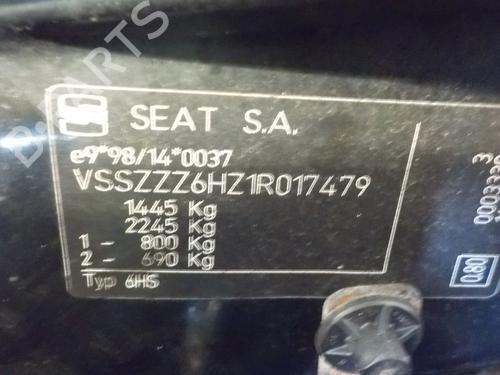 SEAT S.A.
e9*98/14*0037
VSSZZZ6HZ1R017479
1445 Kg
2245 Kg
1 - 800 Kg
2 - 690 Kg
Typ 6HS
0.80
B-PARTS